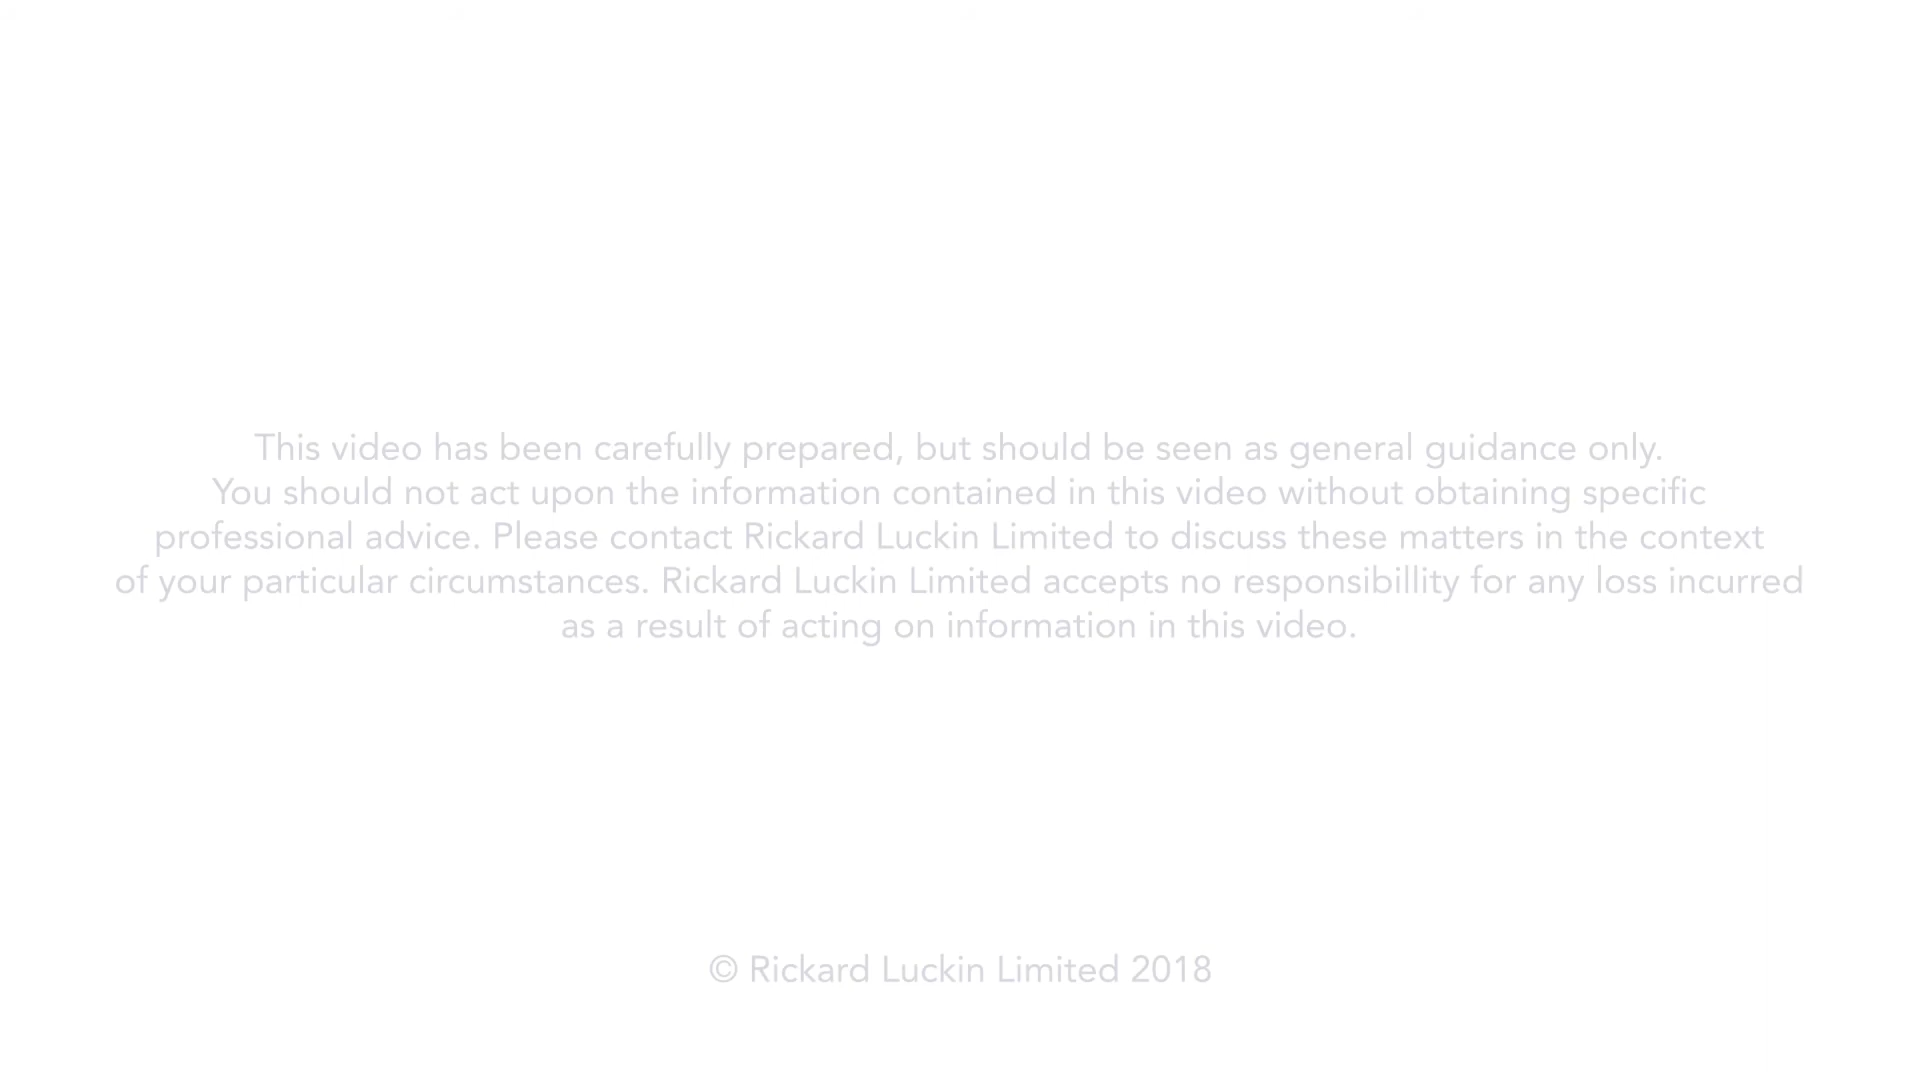 This video has been carefully prepared, but should be seen as general guidance only.
You should not act upon the information contained in this video without obtaining specific
professional advice. Please contact Rickard Luckin Limited to discuss these matters in the context
of your particular circumstances. Rickard Luckin Limited accepts no responsibillity for any loss incurred
as a result of acting on information in this video.
© Rickard Luckin Limited 2018